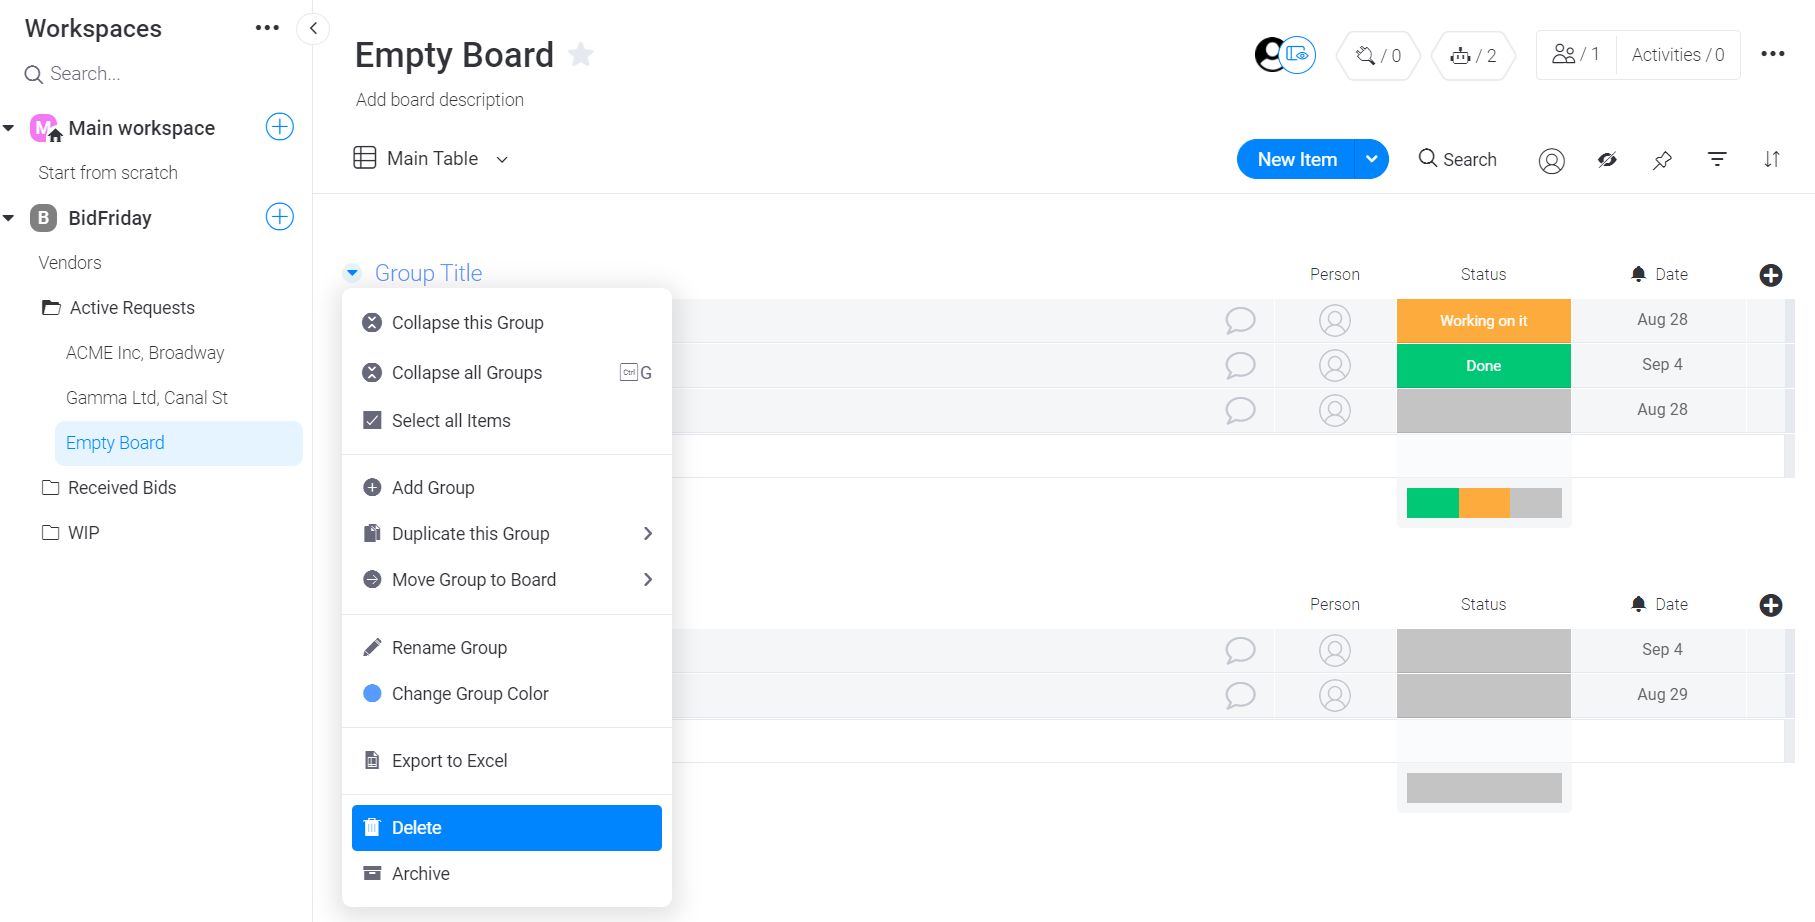 Workspaces
Search...
M Main workspace
Start from scratch
B BidFriday
Vendors
Active Requests
ACME Inc, Broadway
Gamma Ltd, Canal St
Empty Board
Received Bids
WIP
Empty Board
/ 0
/ 2
/ 1
Activities / 0
Add board description
Main Table
New Item
Search
Group Title
Person Status Date
Collapse this Group
Collapse all Groups Ctrl G
Select all Items
Add Group
Duplicate this Group
Move Group to Board
Rename Group
Change Group Color
Export to Excel
Delete
Archive
Working on it Aug 28
Done Sep 4
Aug 28
Person Status Date
Sep 4
Aug 29